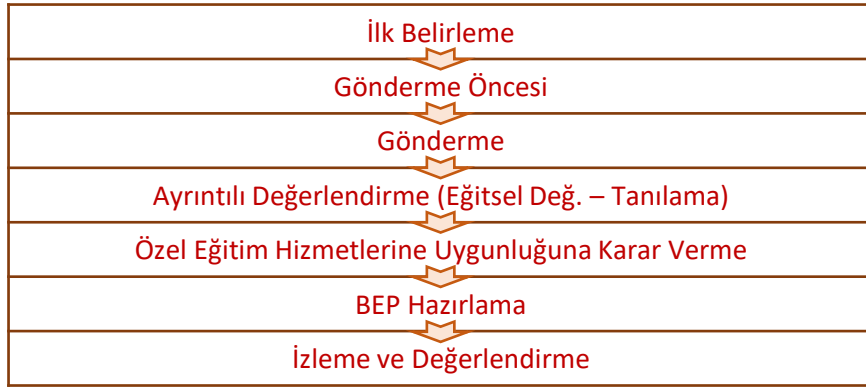 İlk Belirleme
Gönderme Öncesi
Gönderme
Ayrıntılı Değerlendirme (Eğitsel Değ. – Tanılama)
Özel Eğitim Hizmetlerine Uygunluğuna Karar Verme
BEP Hazırlama
İzleme ve Değerlendirme